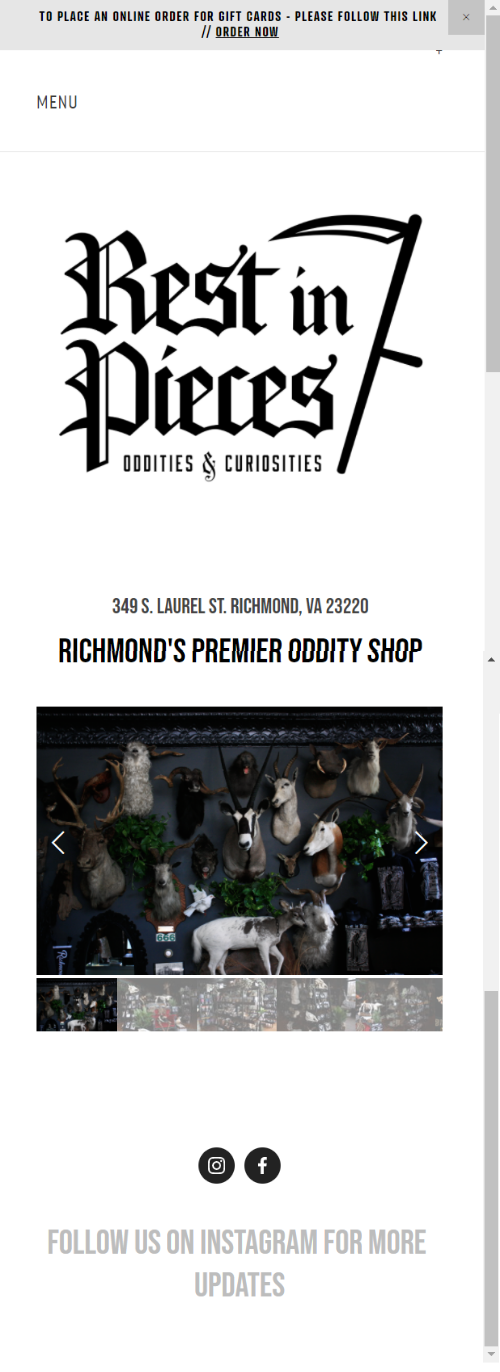 TO PLACE AN ONLINE ORDER FOR GIFT CARDS - PLEASE FOLLOW THIS LINK
// ORDER NOW
MENU
Rest in
Pieces
ODDITIES & CURIOSITIES
349 S. LAUREL ST. RICHMOND, VA 23220
RICHMOND'S PREMIER ODDITY SHOP
666
FOLLOW US ON INSTAGRAM FOR MORE
UPDATES